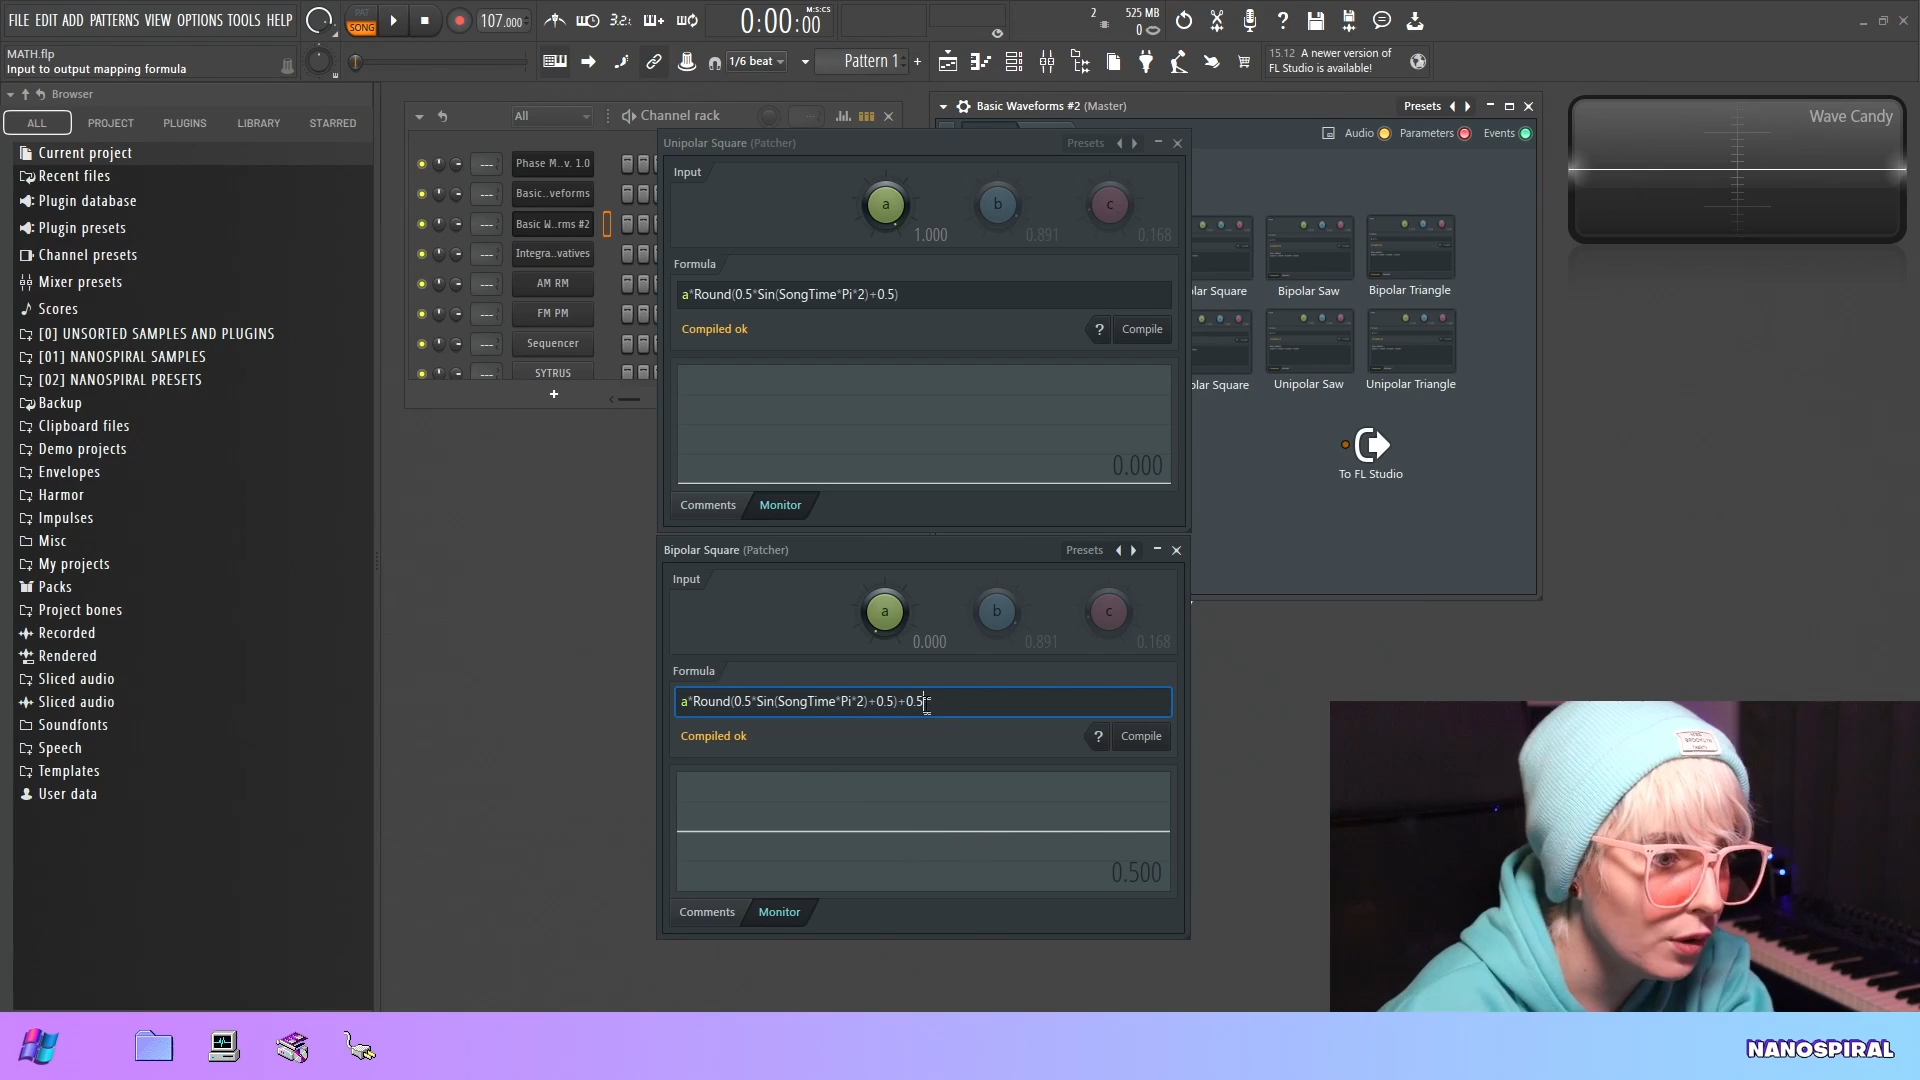 FILE EDIT ADD PATTERNS VIEW OPTIONS TOOLS HELP
PAT
SONG
107.000
3.2.
0:00:00
M:S:CS
2
525 MB
0
?
MATH.flp
Input to output mapping formula
1/6 beat
Pattern 1
+
15.12 A newer version of
FL Studio is available!
Browser
ALL
PROJECT
PLUGINS
LIBRARY
STARRED
Current project
Recent files
Plugin database
Plugin presets
Channel presets
Mixer presets
Scores
[0] UNSORTED SAMPLES AND PLUGINS
[01] NANOSPIRAL SAMPLES
[02] NANOSPIRAL PRESETS
Backup
Clipboard files
Demo projects
Envelopes
Harmor
Impulses
Misc
My projects
Packs
Project bones
Recorded
Rendered
Sliced audio
Sliced audio
Soundfonts
Speech
Templates
User data
All
Channel rack
Phase M..v. 1.0
Basic..veforms
Basic W..rms #2
Integra..vatives
AM RM
FM PM
Sequencer
SYTRUS
+
Unipolar Square (Patcher)
Presets
Input
a
b
c
1.000
0.891
0.168
Formula
a*Round(0.5*Sin(SongTime*Pi*2)+0.5)
Compiled ok
?
Compile
0.000
Comments
Monitor
Bipolar Square (Patcher)
Presets
Input
a
b
c
0.000
0.891
0.168
Formula
a*Round(0.5*Sin(SongTime*Pi*2)+0.5)+0.5
Compiled ok
?
Compile
0.500
Comments
Monitor
Basic Waveforms #2 (Master)
Presets
Audio
Parameters
Events
lar Square
Bipolar Saw
Bipolar Triangle
olar Square
Unipolar Saw
Unipolar Triangle
To FL Studio
Wave Candy
NANOSPIRAL